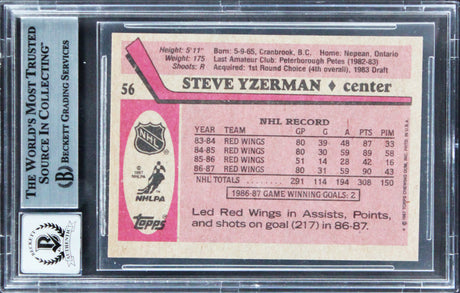 THE WORLD'S MOST TRUSTED
SOURCE IN COLLECTING™
BECKETT GRADING SERVICES
Height: 5'11" Born: 5-9-65, Cranbrook, B.C. Home: Nepean, Ontario
Weight: 175 Last Amateur Club: Peterborough Petes (1982-83)
Shoots: R Acquired: 1st Round Choice (4th overall), 1983 Draft
56 STEVE YZERMAN ♦ center
NHL
© 1987
NHLPA
NHLPA
Topps
NHL RECORD
YEAR TEAM GP G A PTS PIM
83-84 RED WINGS 80 39 48 87 33
84-85 RED WINGS 80 30 59 89 58
85-86 RED WINGS 51 14 28 42 16
86-87 RED WINGS 80 31 59 90 43
NHL TOTALS 291 114 194 308 150
1986-87 GAME WINNING GOALS: 2
Led Red Wings in Assists, Points,
and shots on goal (217) in 86-87.